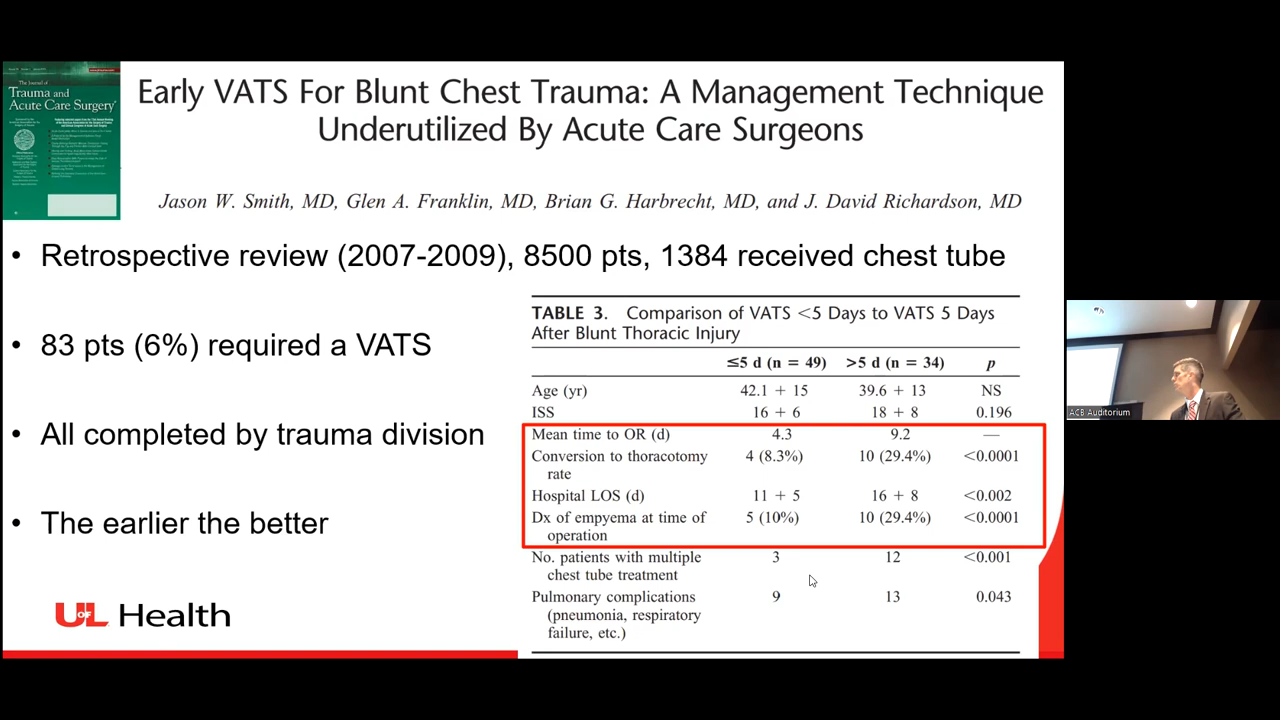 The Journal of
Trauma and
Acute Care Surgery
Early VATS For Blunt Chest Trauma: A Management Technique
Underutilized By Acute Care Surgeons
Jason W. Smith, MD, Glen A. Franklin, MD, Brian G. Harbrecht, MD, and J. David Richardson, MD
• Retrospective review (2007-2009), 8500 pts, 1384 received chest tube
• 83 pts (6%) required a VATS
• All completed by trauma division
• The earlier the better
TABLE 3. Comparison of VATS <5 Days to VATS 5 Days
After Blunt Thoracic Injury
≤5 d (n = 49) >5 d (n = 34) p
Age (yr) 42.1 + 15 39.6 + 13 NS
ISS 16 + 6 18 + 8 0.196
Mean time to OR (d) 4.3 9.2 —
Conversion to thoracotomy 4 (8.3%) 10 (29.4%) <0.0001
rate
Hospital LOS (d) 11 + 5 16 + 8 <0.002
Dx of empyema at time of 5 (10%) 10 (29.4%) <0.0001
operation
No. patients with multiple 3 12 <0.001
chest tube treatment
Pulmonary complications 9 13 0.043
(pneumonia, respiratory
failure, etc.)
UofL Health
ACB Auditorium